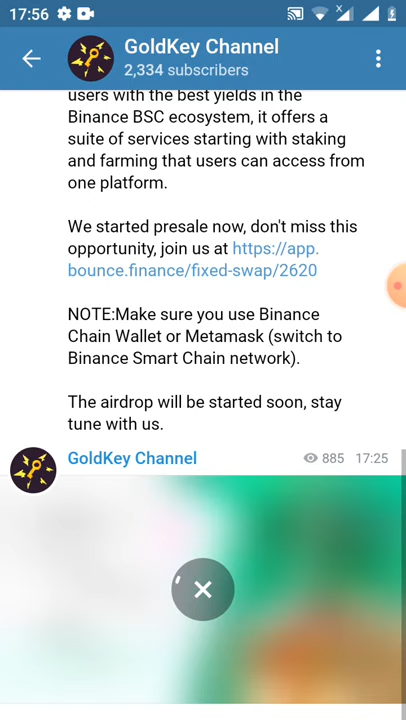 17:56
GoldKey Channel
2,334 subscribers
users with the best yields in the
Binance BSC ecosystem, it offers a
suite of services starting with staking
and farming that users can access from
one platform.
We started presale now, don't miss this
opportunity, join us at https://app.
bounce.finance/fixed-swap/2620
NOTE:Make sure you use Binance
Chain Wallet or Metamask (switch to
Binance Smart Chain network).
The airdrop will be started soon, stay
tune with us.
GoldKey Channel 885 17:25